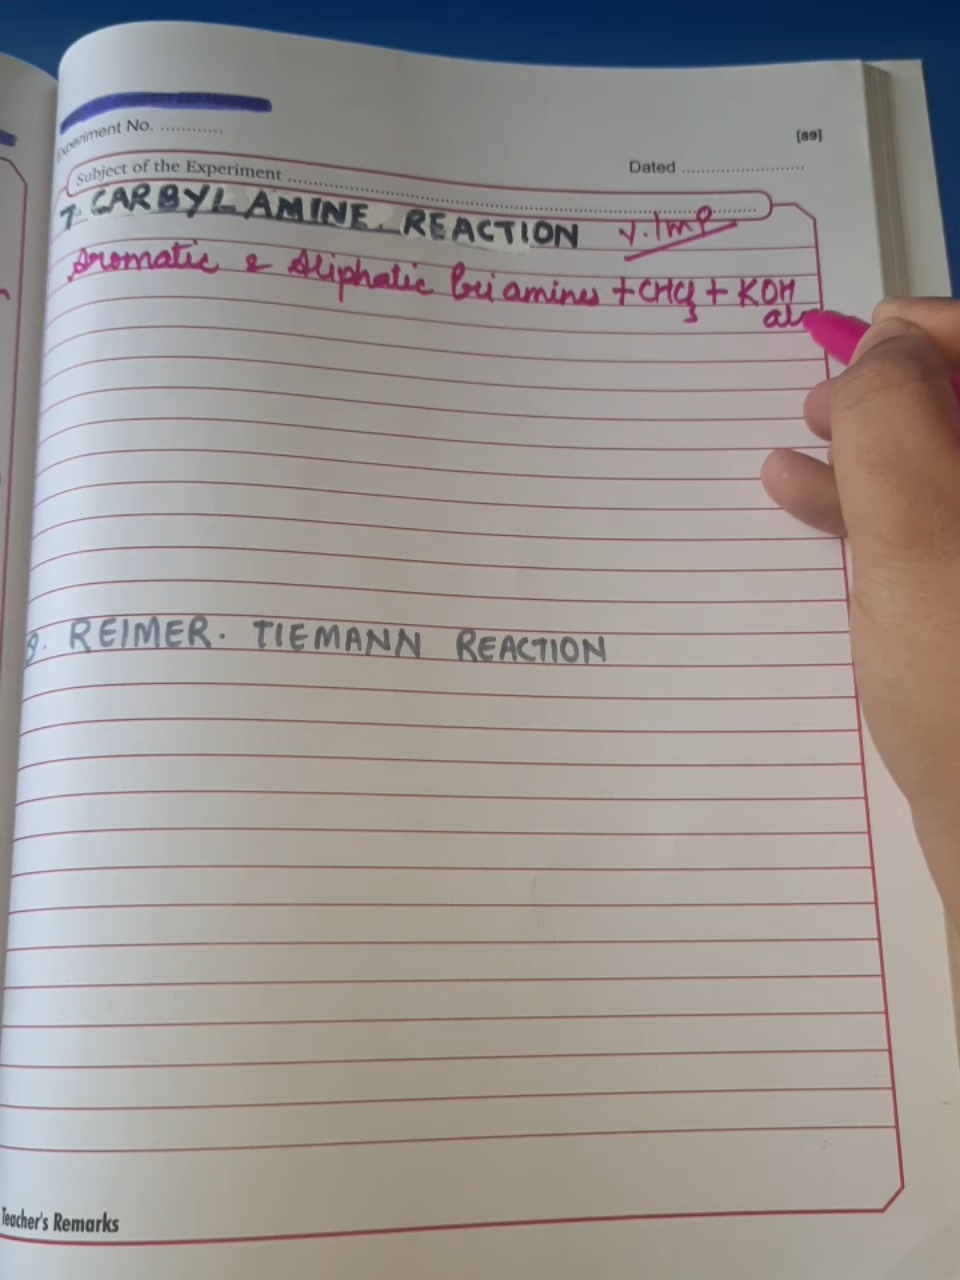 Experiment No. ............
[89]
Subject of the Experiment ....................
Dated ........................
7. CARBYLAMINE. REACTION V. Imp
Aromatic & Aliphatic pri amines + CHCl3 + KOH
alc
8. REIMER. TIEMANN REACTION
Teacher's Remarks